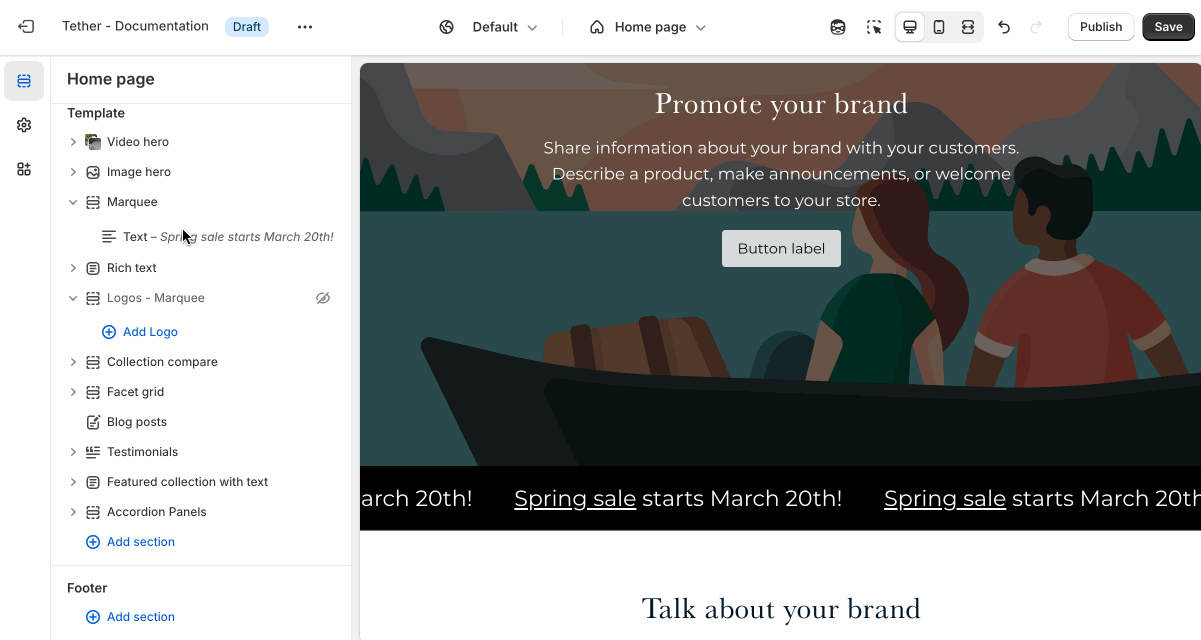 Tether - Documentation Draft Default Home page Publish Save
Home page
Template
Video hero
Image hero
Marquee
Text – Spring sale starts March 20th!
Rich text
Logos - Marquee
Add Logo
Collection compare
Facet grid
Blog posts
Testimonials
Featured collection with text
Accordion Panels
Add section
Footer
Add section
Promote your brand
Share information about your brand with your customers.
Describe a product, make announcements, or welcome
customers to your store.
Button label
arch 20th! Spring sale starts March 20th! Spring sale starts March 20th
Talk about your brand